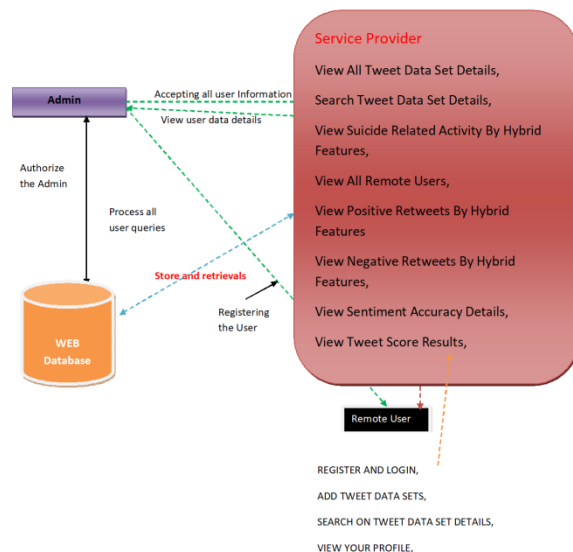 Service Provider
View All Tweet Data Set Details,
Search Tweet Data Set Details,
View Suicide Related Activity By Hybrid
Features,
View All Remote Users,
View Positive Retweets By Hybrid
Features
View Negative Retweets By Hybrid
Features,
View Sentiment Accuracy Details,
View Tweet Score Results,
Admin
Accepting all user Information
View user data details
Authorize
the Admin
Process all
user queries
Store and retrievals
Registering
the User
WEB
Database
Remote User
REGISTER AND LOGIN,
ADD TWEET DATA SETS,
SEARCH ON TWEET DATA SET DETAILS,
VIEW YOUR PROFILE.